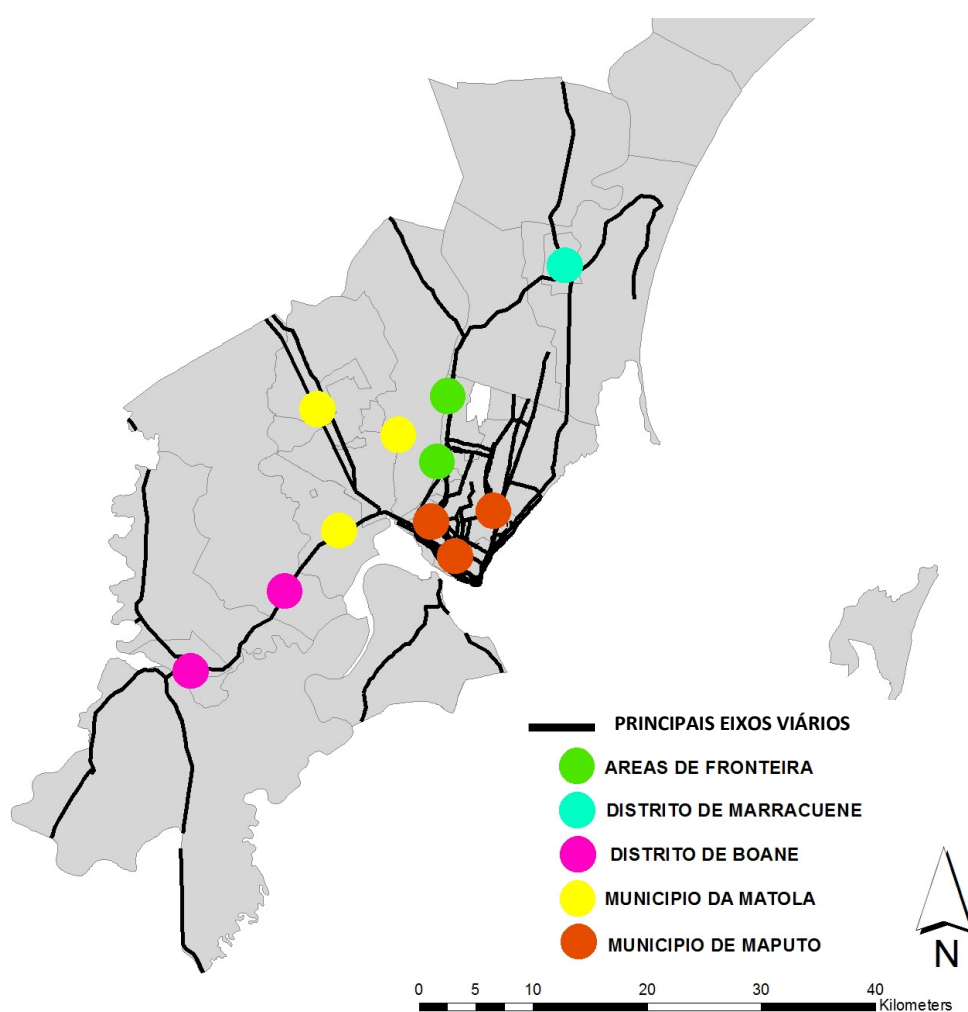 PRINCIPAIS EIXOS VIÁRIOS
AREAS DE FRONTEIRA
DISTRITO DE MARRACUENE
DISTRITO DE BOANE
MUNICIPIO DA MATOLA
MUNICIPIO DE MAPUTO
N
0 5 10 20 30 40
Kilometers